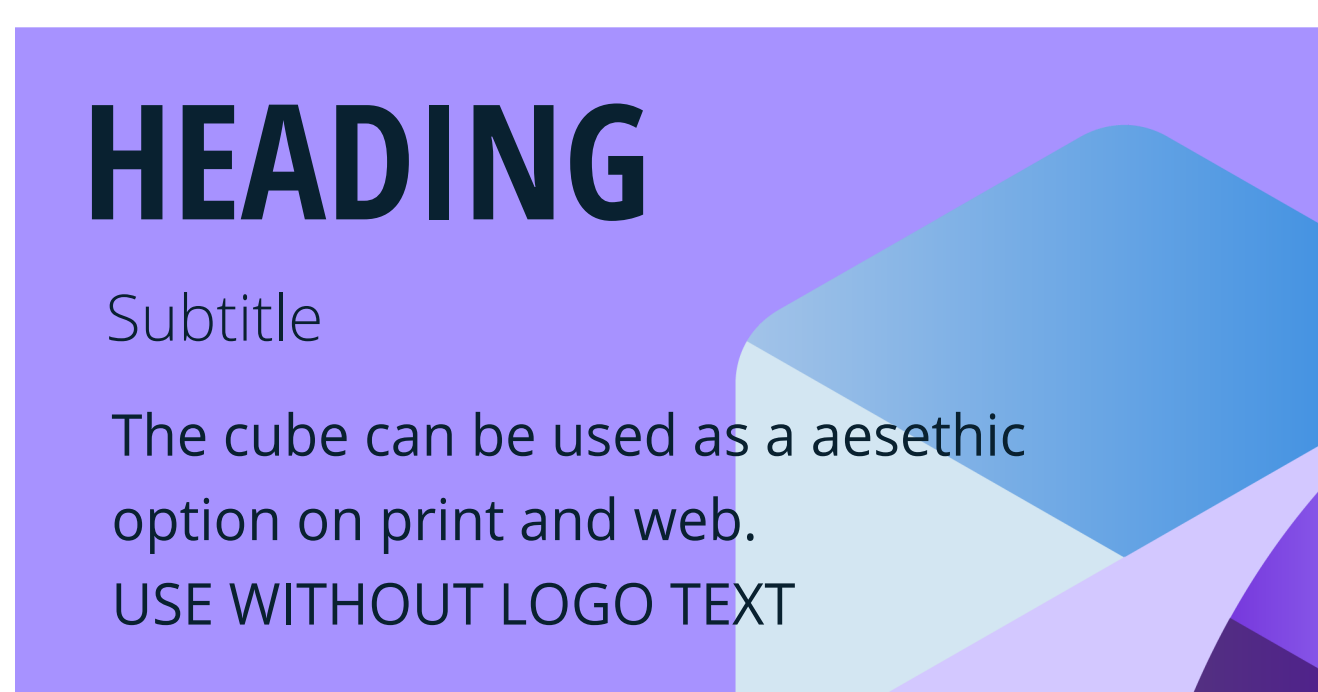 HEADING
Subtitle
The cube can be used as a aesethic
option on print and web.
USE WITHOUT LOGO TEXT